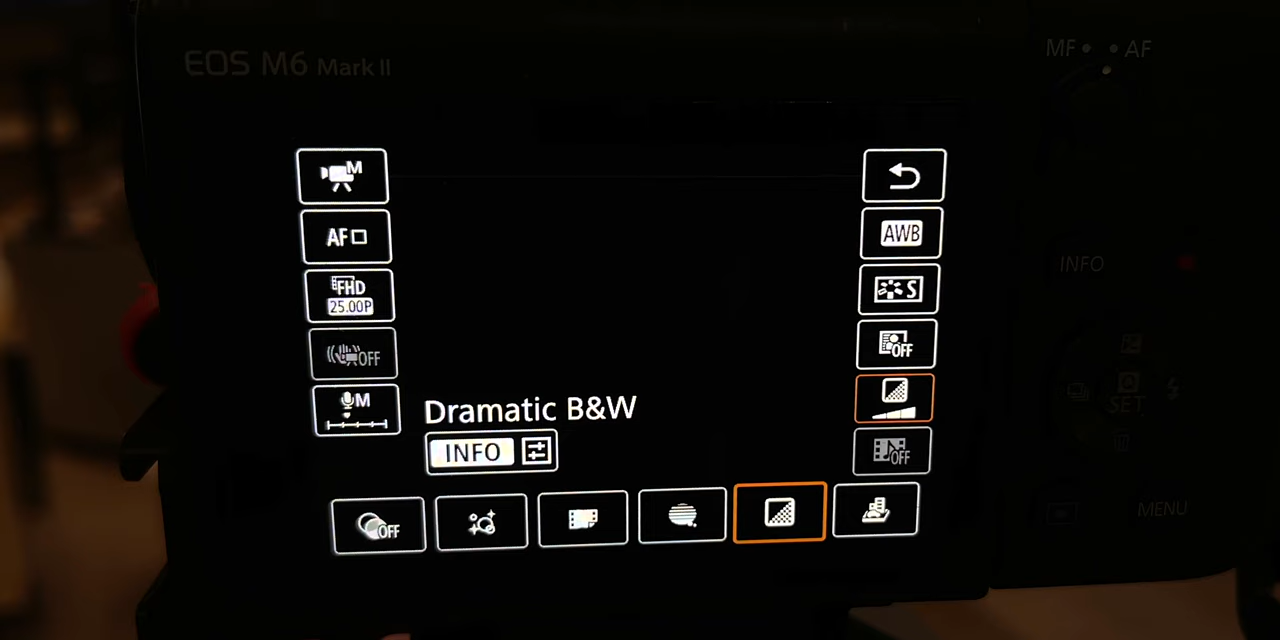 EOS M6 Mark II
MF AF
M
AWB
AF
S
FHD
25.00P
OFF
OFF
M
Dramatic B&W
INFO
OFF
OFF
INFO
SET
MENU